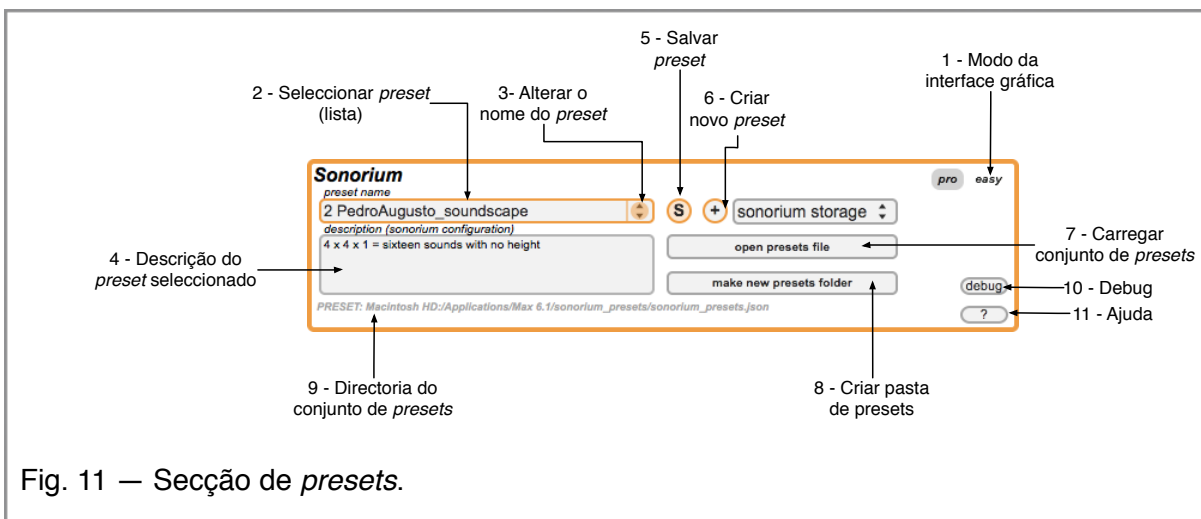 5 - Salvar
preset
1 - Modo da
interface gráfica
2 - Seleccionar preset
(lista)
3- Alterar o
nome do preset
6 - Criar
novo preset
Sonorium
pro easy
preset name
2 PedroAugusto_soundscape
S
+
sonorium storage
description (sonorium configuration)
4 x 4 x 1 = sixteen sounds with no height
open presets file
7 - Carregar
conjunto de presets
4 - Descrição do
preset seleccionado
make new presets folder
debug
10 - Debug
PRESET: Macintosh HD:/Applications/Max 6.1/sonorium_presets/sonorium_presets.json
?
11 - Ajuda
9 - Directoria do
conjunto de presets
8 - Criar pasta
de presets
Fig. 11 — Secção de presets.